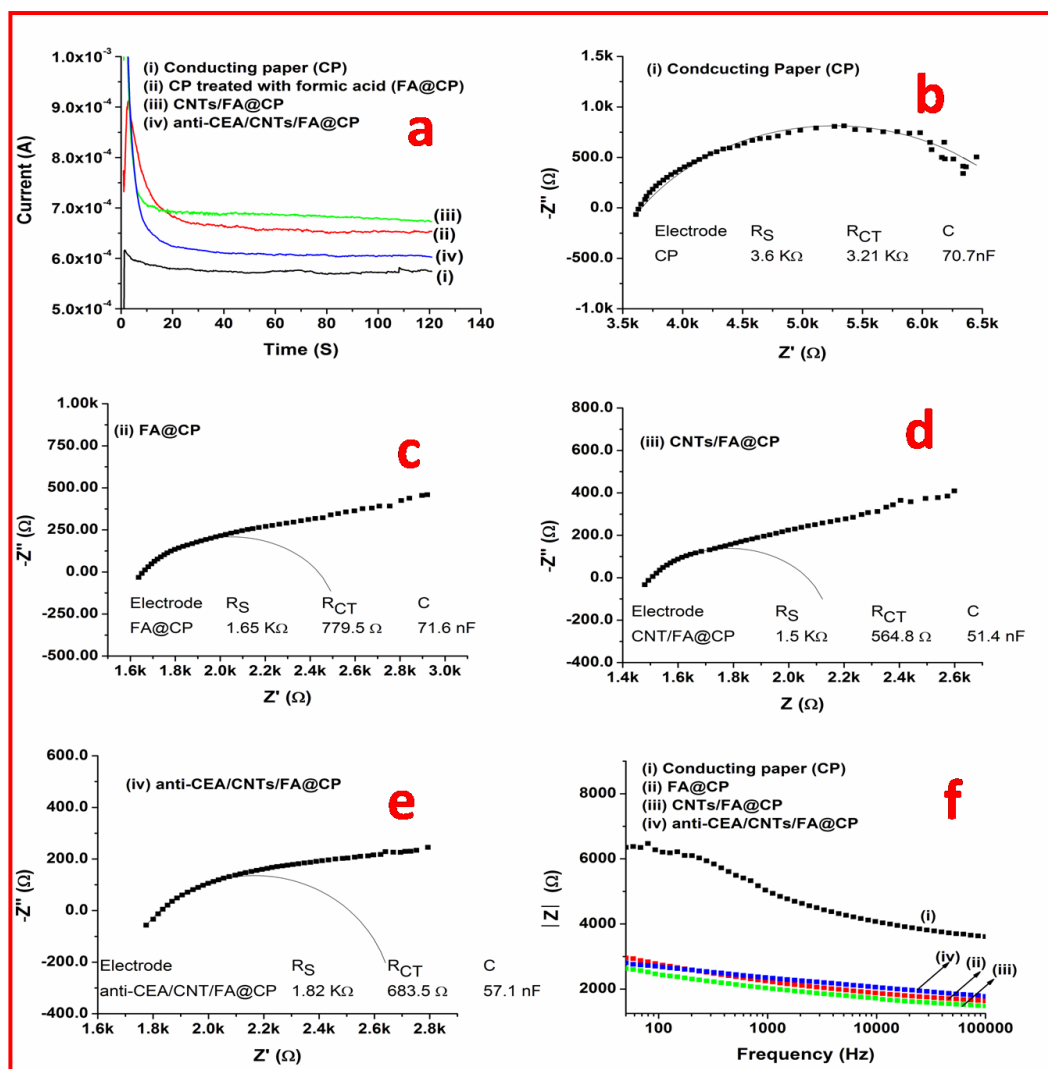 (i) Conducting paper (CP)
(ii) CP treated with formic acid (FA@CP)
(iii) CNTs/FA@CP
(iv) anti-CEA/CNTs/FA@CP
a
1.0x10⁻³
9.0x10⁻⁴
8.0x10⁻⁴
7.0x10⁻⁴
6.0x10⁻⁴
5.0x10⁻⁴
Current (A)
(iii)
(ii)
(iv)
(i)
0 20 40 60 80 100 120 140
Time (S)
(i) Condcucting Paper (CP)
b
1.5k
1.0k
500.0
0.0
-500.0
-1.0k
-Z" (Ω)
Electrode R_S R_CT C
CP 3.6 KΩ 3.21 KΩ 70.7nF
3.5k 4.0k 4.5k 5.0k 5.5k 6.0k 6.5k
Z' (Ω)
(ii) FA@CP
c
1.00k
750.00
500.00
250.00
0.00
-250.00
-500.00
-Z" (Ω)
Electrode R_S R_CT C
FA@CP 1.65 KΩ 779.5 Ω 71.6 nF
1.6k 1.8k 2.0k 2.2k 2.4k 2.6k 2.8k 3.0k
Z' (Ω)
(iii) CNTs/FA@CP
d
800.0
600.0
400.0
200.0
0.0
-200.0
-400.0
-Z" (Ω)
Electrode R_S R_CT C
CNT/FA@CP 1.5 KΩ 564.8 Ω 51.4 nF
1.4k 1.6k 1.8k 2.0k 2.2k 2.4k 2.6k
Z (Ω)
(iv) anti-CEA/CNTs/FA@CP
e
600.0
400.0
200.0
0.0
-200.0
-400.0
-Z" (Ω)
Electrode R_S R_CT C
anti-CEA/CNT/FA@CP 1.82 KΩ 683.5 Ω 57.1 nF
1.6k 1.8k 2.0k 2.2k 2.4k 2.6k 2.8k 3.0k
Z' (Ω)
(i) Conducting paper (CP)
(ii) FA@CP
(iii) CNTs/FA@CP
(iv) anti-CEA/CNTs/FA@CP
f
8000
6000
4000
2000
|Z| (Ω)
(i)
(iv) (ii) (iii)
100 1000 10000 100000
Frequency (Hz)